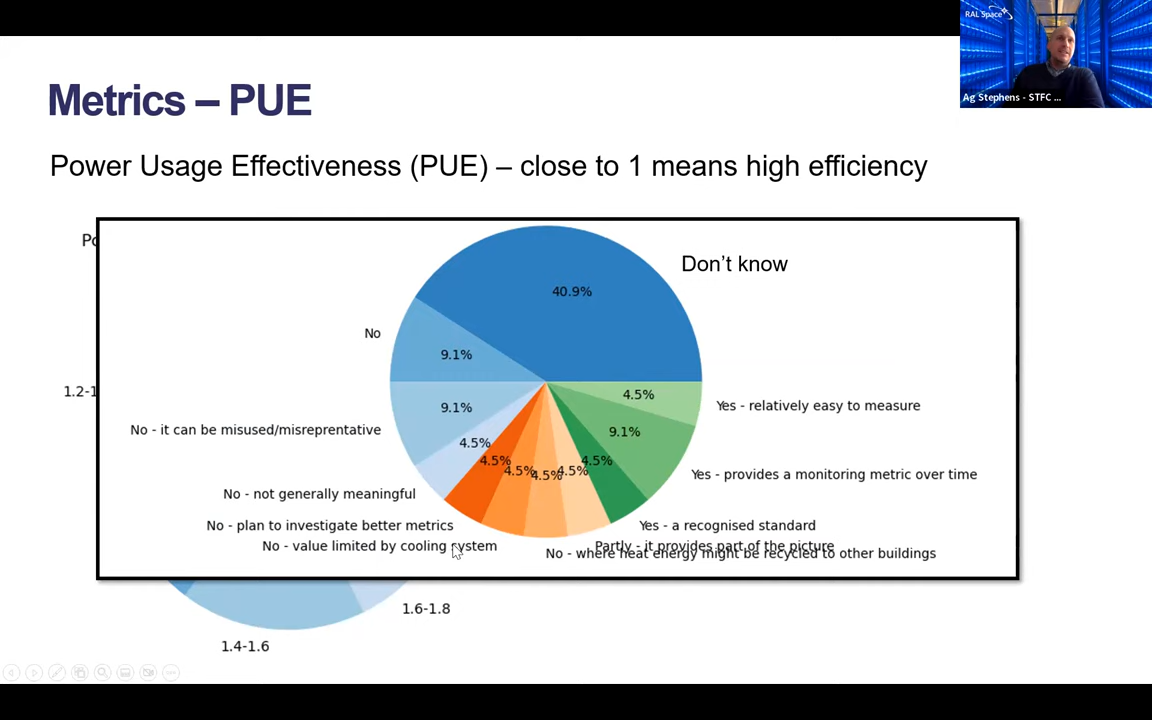 RAL Space
Ag Stephens - STFC ...
Metrics – PUE
Power Usage Effectiveness (PUE) – close to 1 means high efficiency
Don't know
40.9%
No
9.1%
9.1%
4.5%
4.5%
4.5%
4.5%
4.5%
4.5%
9.1%
4.5%
Yes - relatively easy to measure
No - it can be misused/misreprentative
Yes - provides a monitoring metric over time
No - not generally meaningful
No - plan to investigate better metrics
Yes - a recognised standard
No - value limited by cooling system
Partly - it provides part of the picture
No - where heat energy might be recycled to other buildings
1.6-1.8
1.4-1.6